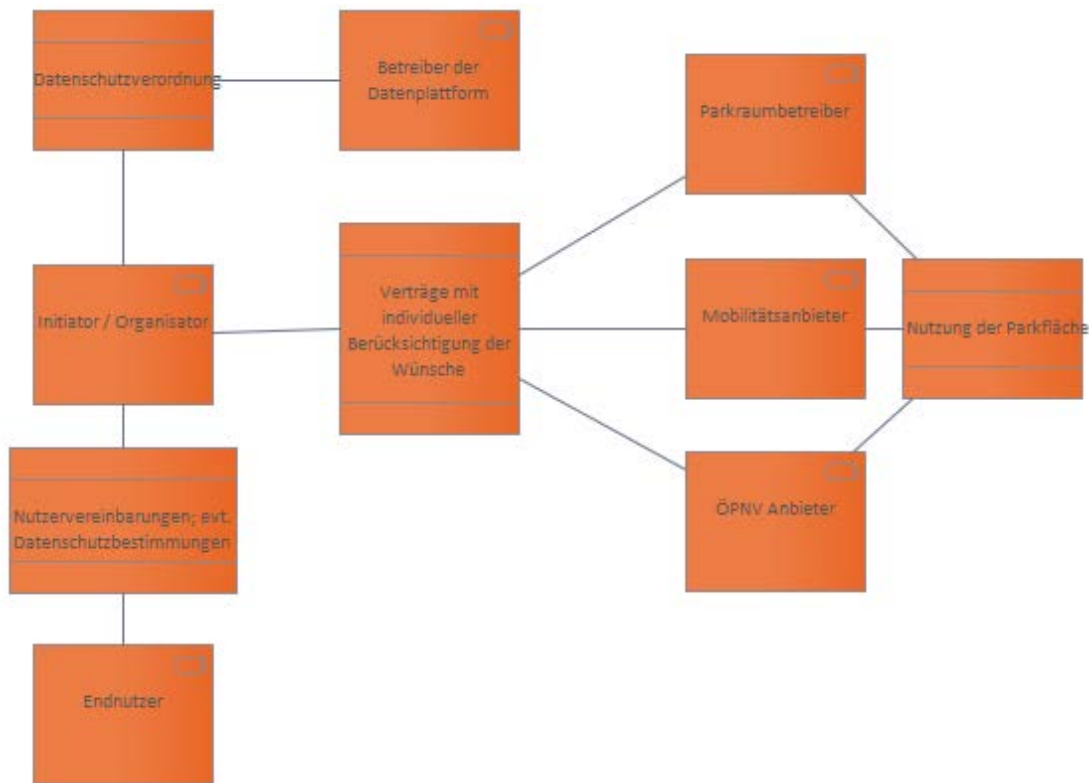 Datenschutzverordnung
Betreiber der
Datenplattform
Parkraumbetreiber
Initiator / Organisator
Verträge mit
individueller
Berücksichtigung der
Wünsche
Mobilitätsanbieter
Nutzung der Parkfläche
Nutzervereinbarungen; evt.
Datenschutzbestimmungen
ÖPNV Anbieter
Endnutzer